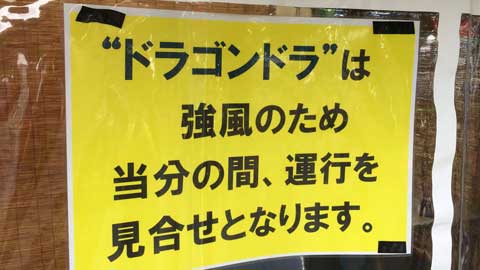 “ドラゴンドラ”は
強風のため
当分の間、運行を
見合せとなります。